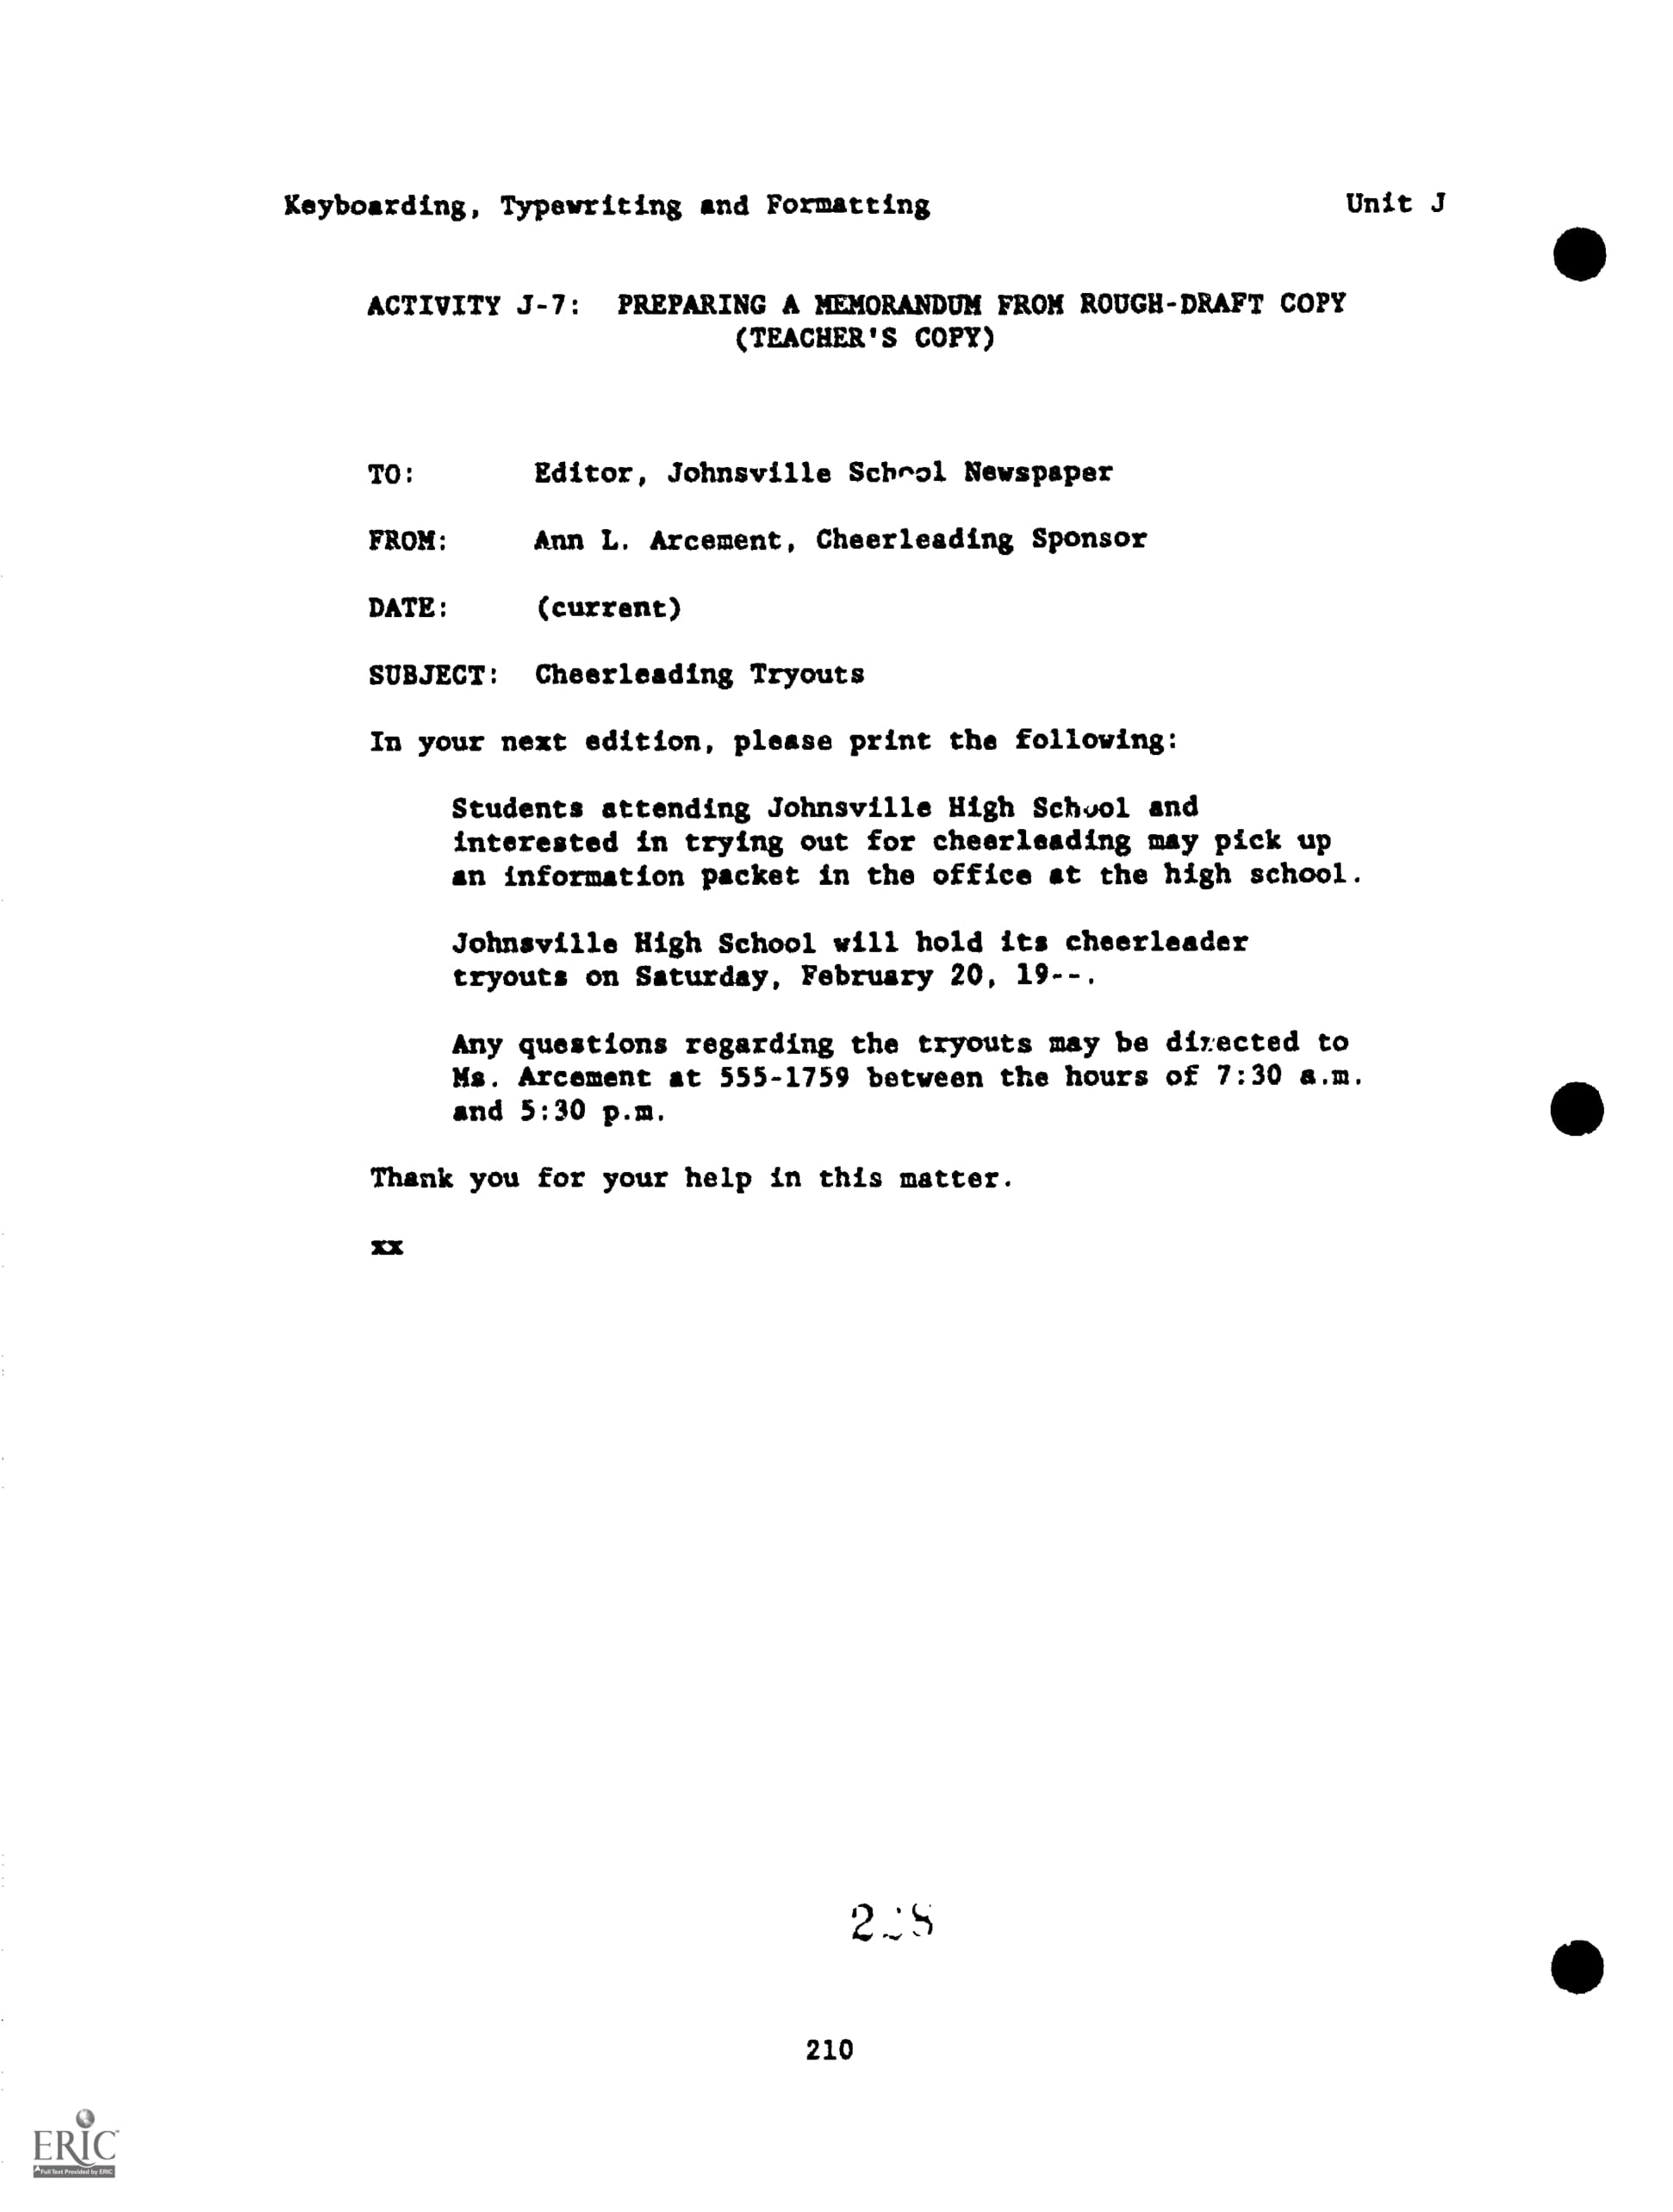 Keyboarding, Typewriting and Formatting Unit J
ACTIVITY J-7: PREPARING A MEMORANDUM FROM ROUGH-DRAFT COPY
(TEACHER'S COPY)
TO: Editor, Johnsville School Newspaper
FROM: Ann L. Arcement, Cheerleading Sponsor
DATE: (current)
SUBJECT: Cheerleading Tryouts
In your next edition, please print the following:
Students attending Johnsville High School and
interested in trying out for cheerleading may pick up
an information packet in the office at the high school.
Johnsville High School will hold its cheerleader
tryouts on Saturday, February 20, 19--.
Any questions regarding the tryouts may be directed to
Ms. Arcement at 555-1759 between the hours of 7:30 a.m.
and 5:30 p.m.
Thank you for your help in this matter.
xx
210
ERIC
Full Text Provided by ERIC